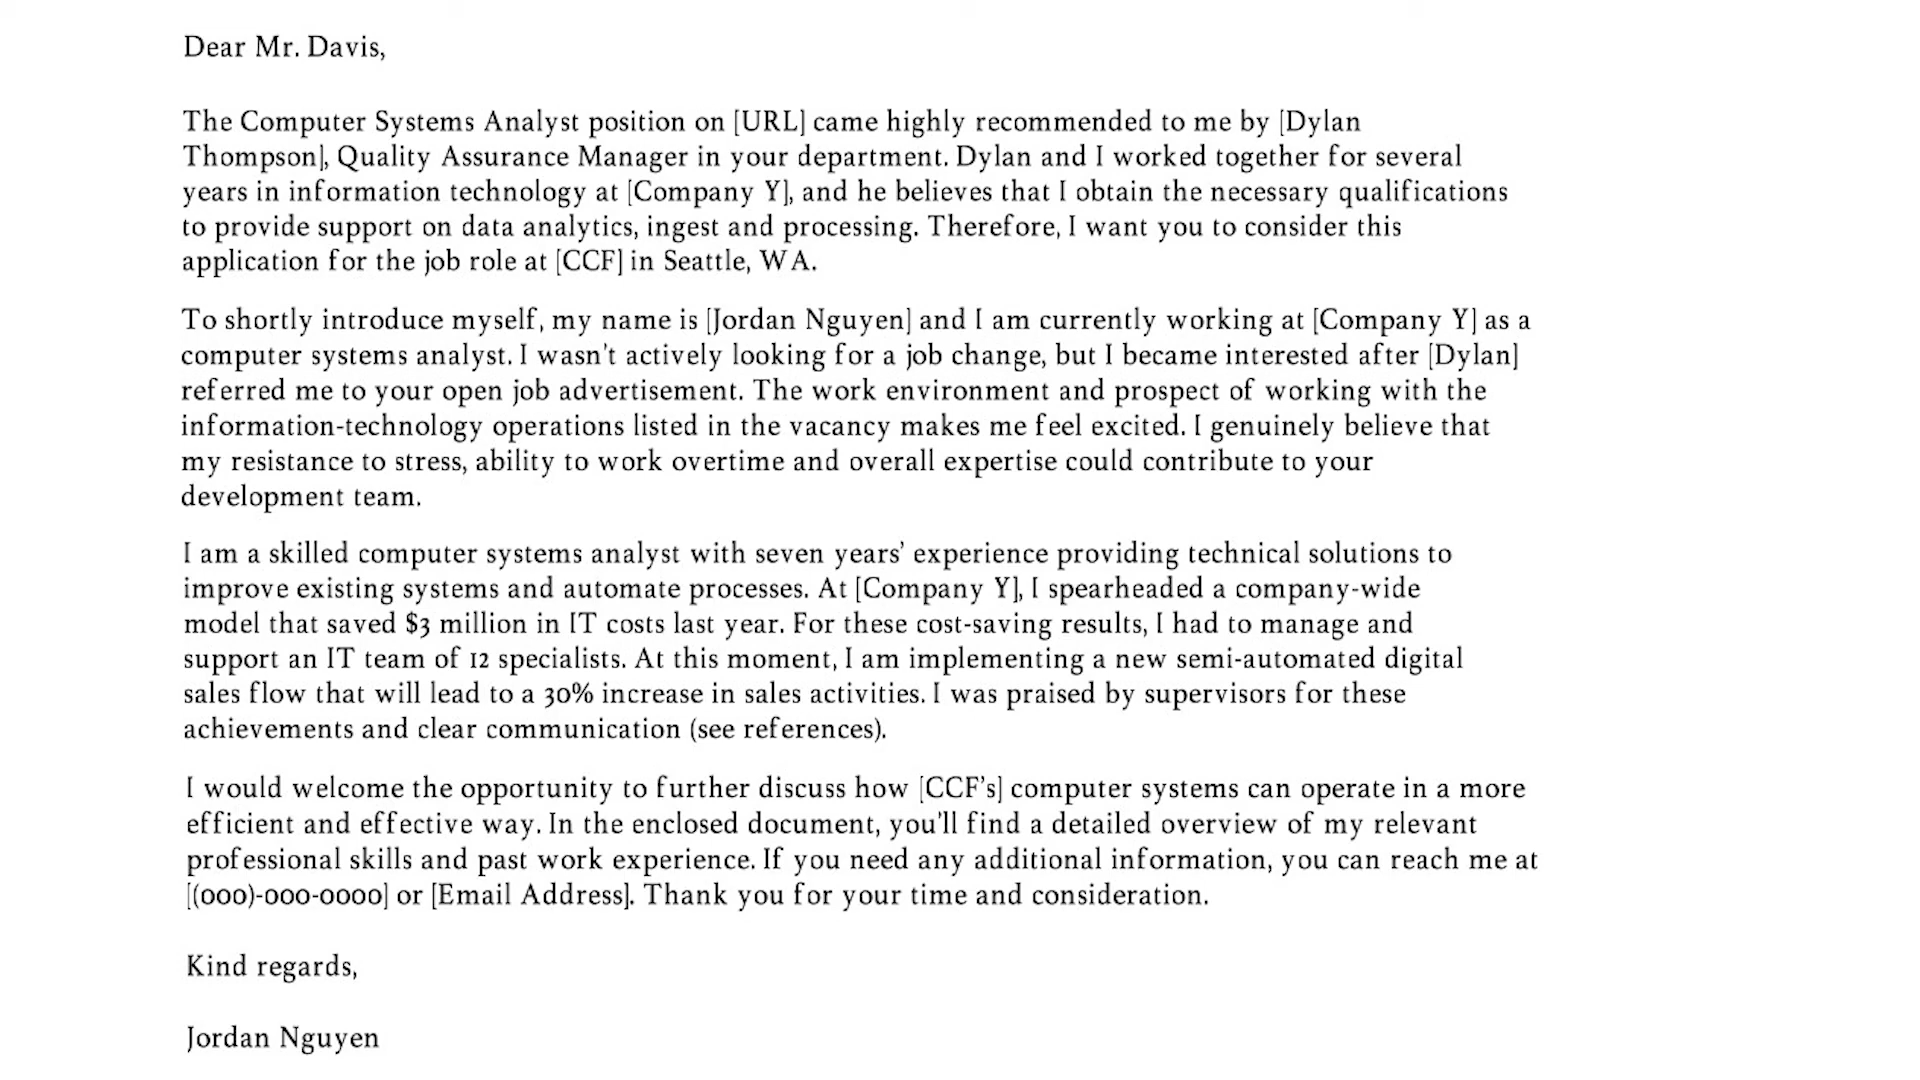 Dear Mr. Davis,
The Computer Systems Analyst position on [URL] came highly recommended to me by [Dylan
Thompson], Quality Assurance Manager in your department. Dylan and I worked together for several
years in information technology at [Company Y], and he believes that I obtain the necessary qualifications
to provide support on data analytics, ingest and processing. Therefore, I want you to consider this
application for the job role at [CCF] in Seattle, WA.
To shortly introduce myself, my name is [Jordan Nguyen] and I am currently working at [Company Y] as a
computer systems analyst. I wasn't actively looking for a job change, but I became interested after [Dylan]
referred me to your open job advertisement. The work environment and prospect of working with the
information-technology operations listed in the vacancy makes me feel excited. I genuinely believe that
my resistance to stress, ability to work overtime and overall expertise could contribute to your
development team.
I am a skilled computer systems analyst with seven years’ experience providing technical solutions to
improve existing systems and automate processes. At [Company Y], I spearheaded a company-wide
model that saved $3 million in IT costs last year. For these cost-saving results, I had to manage and
support an IT team of 12 specialists. At this moment, I am implementing a new semi-automated digital
sales flow that will lead to a 30% increase in sales activities. I was praised by supervisors for these
achievements and clear communication (see references).
I would welcome the opportunity to further discuss how [CCF’s] computer systems can operate in a more
efficient and effective way. In the enclosed document, you'll find a detailed overview of my relevant
professional skills and past work experience. If you need any additional information, you can reach me at
[(000)-000-0000] or [Email Address]. Thank you for your time and consideration.
Kind regards,
Jordan Nguyen